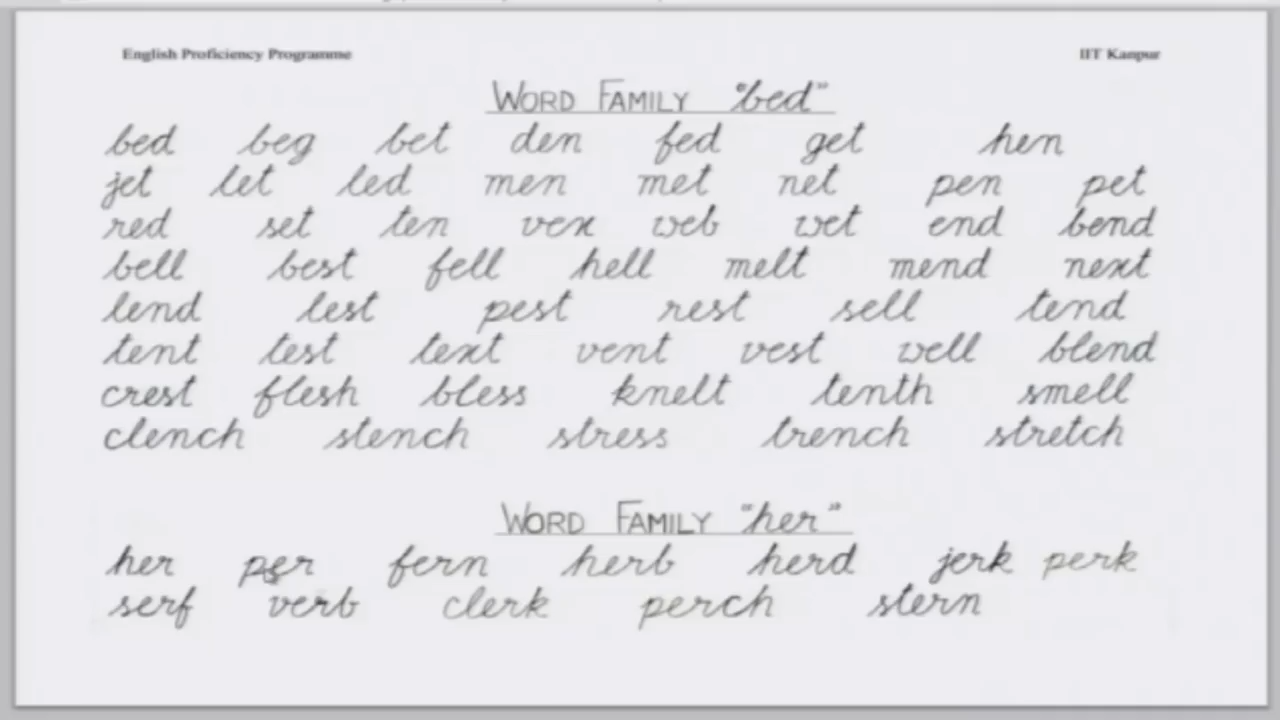 English Proficiency Programme IIT Kanpur
WORD FAMILY "bed"
bed beg bet den fed get hen
jet let led men met net pen pet
red set ten vex web wet end bend
bell best fell hell melt mend next
lend lest pest rest sell tend
tent test text vent vest well blend
crest flesh bless knelt tenth smell
clench stench stress trench stretch
WORD FAMILY "her"
her per fern herb herd jerk perk
serf verb clerk perch stern